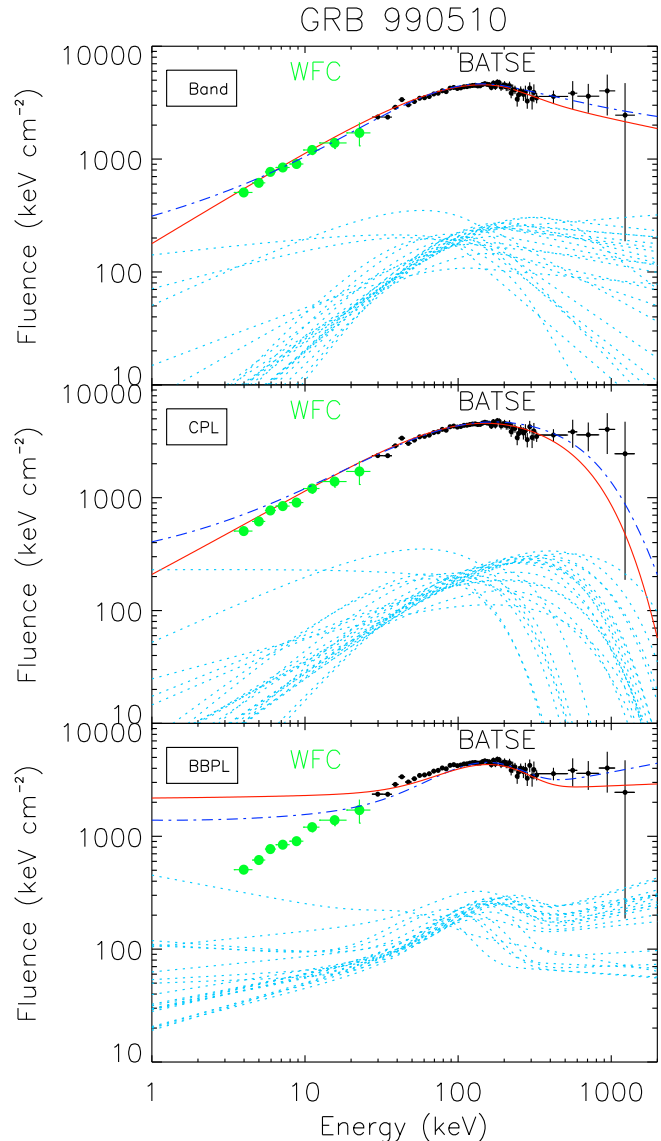 GRB 990510
10000
Band
WFC
BATSE
1000
100
10
Fluence (keV cm⁻²)
CPL
WFC
BATSE
1000
100
10
Fluence (keV cm⁻²)
10000
BBPL
WFC
BATSE
10000
1000
100
10
Fluence (keV cm⁻²)
1 10 100 1000
Energy (keV)